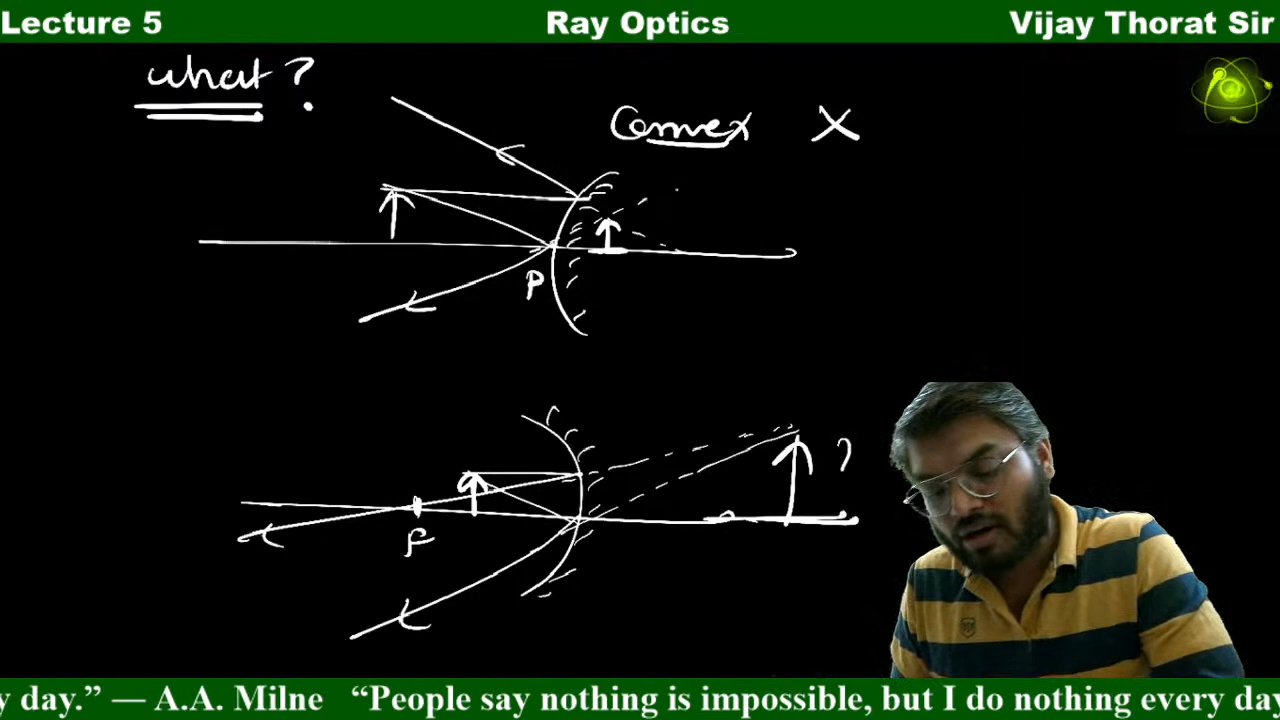 Lecture 5 Ray Optics Vijay Thorat Sir
what ?
Convex X
P
?
F
y day.” — A.A. Milne “People say nothing is impossible, but I do nothing every day